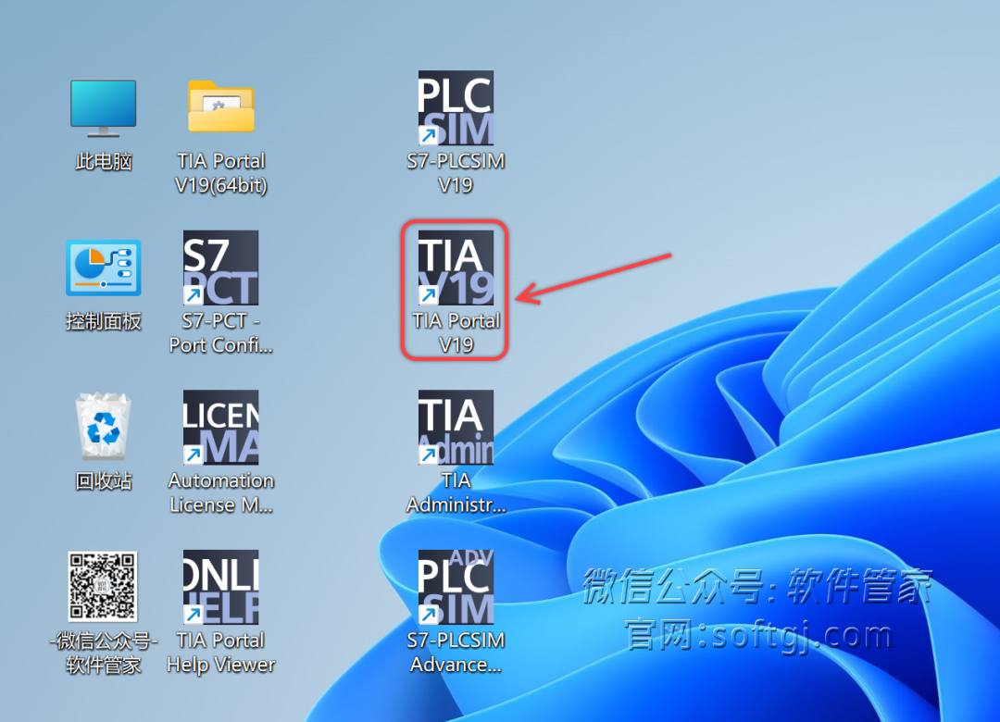 此电脑
TIA Portal
V19(64bit)
PLC
SIM
S7-PLCSIM
V19
控制面板
S7
PCT
S7-PCT -
Port Confi...
TIA
V19
TIA Portal
V19
回收站
LICEN
MA
Automation
License M...
TIA
Admin
TIA
Administr...
-微信公众号-
软件管家
ONLI
HELP
TIA Portal
Help Viewer
ADV
PLC
SIM
S7-PLCSIM
Advance...
微信公众号: 软件管家
官网:softgj.com